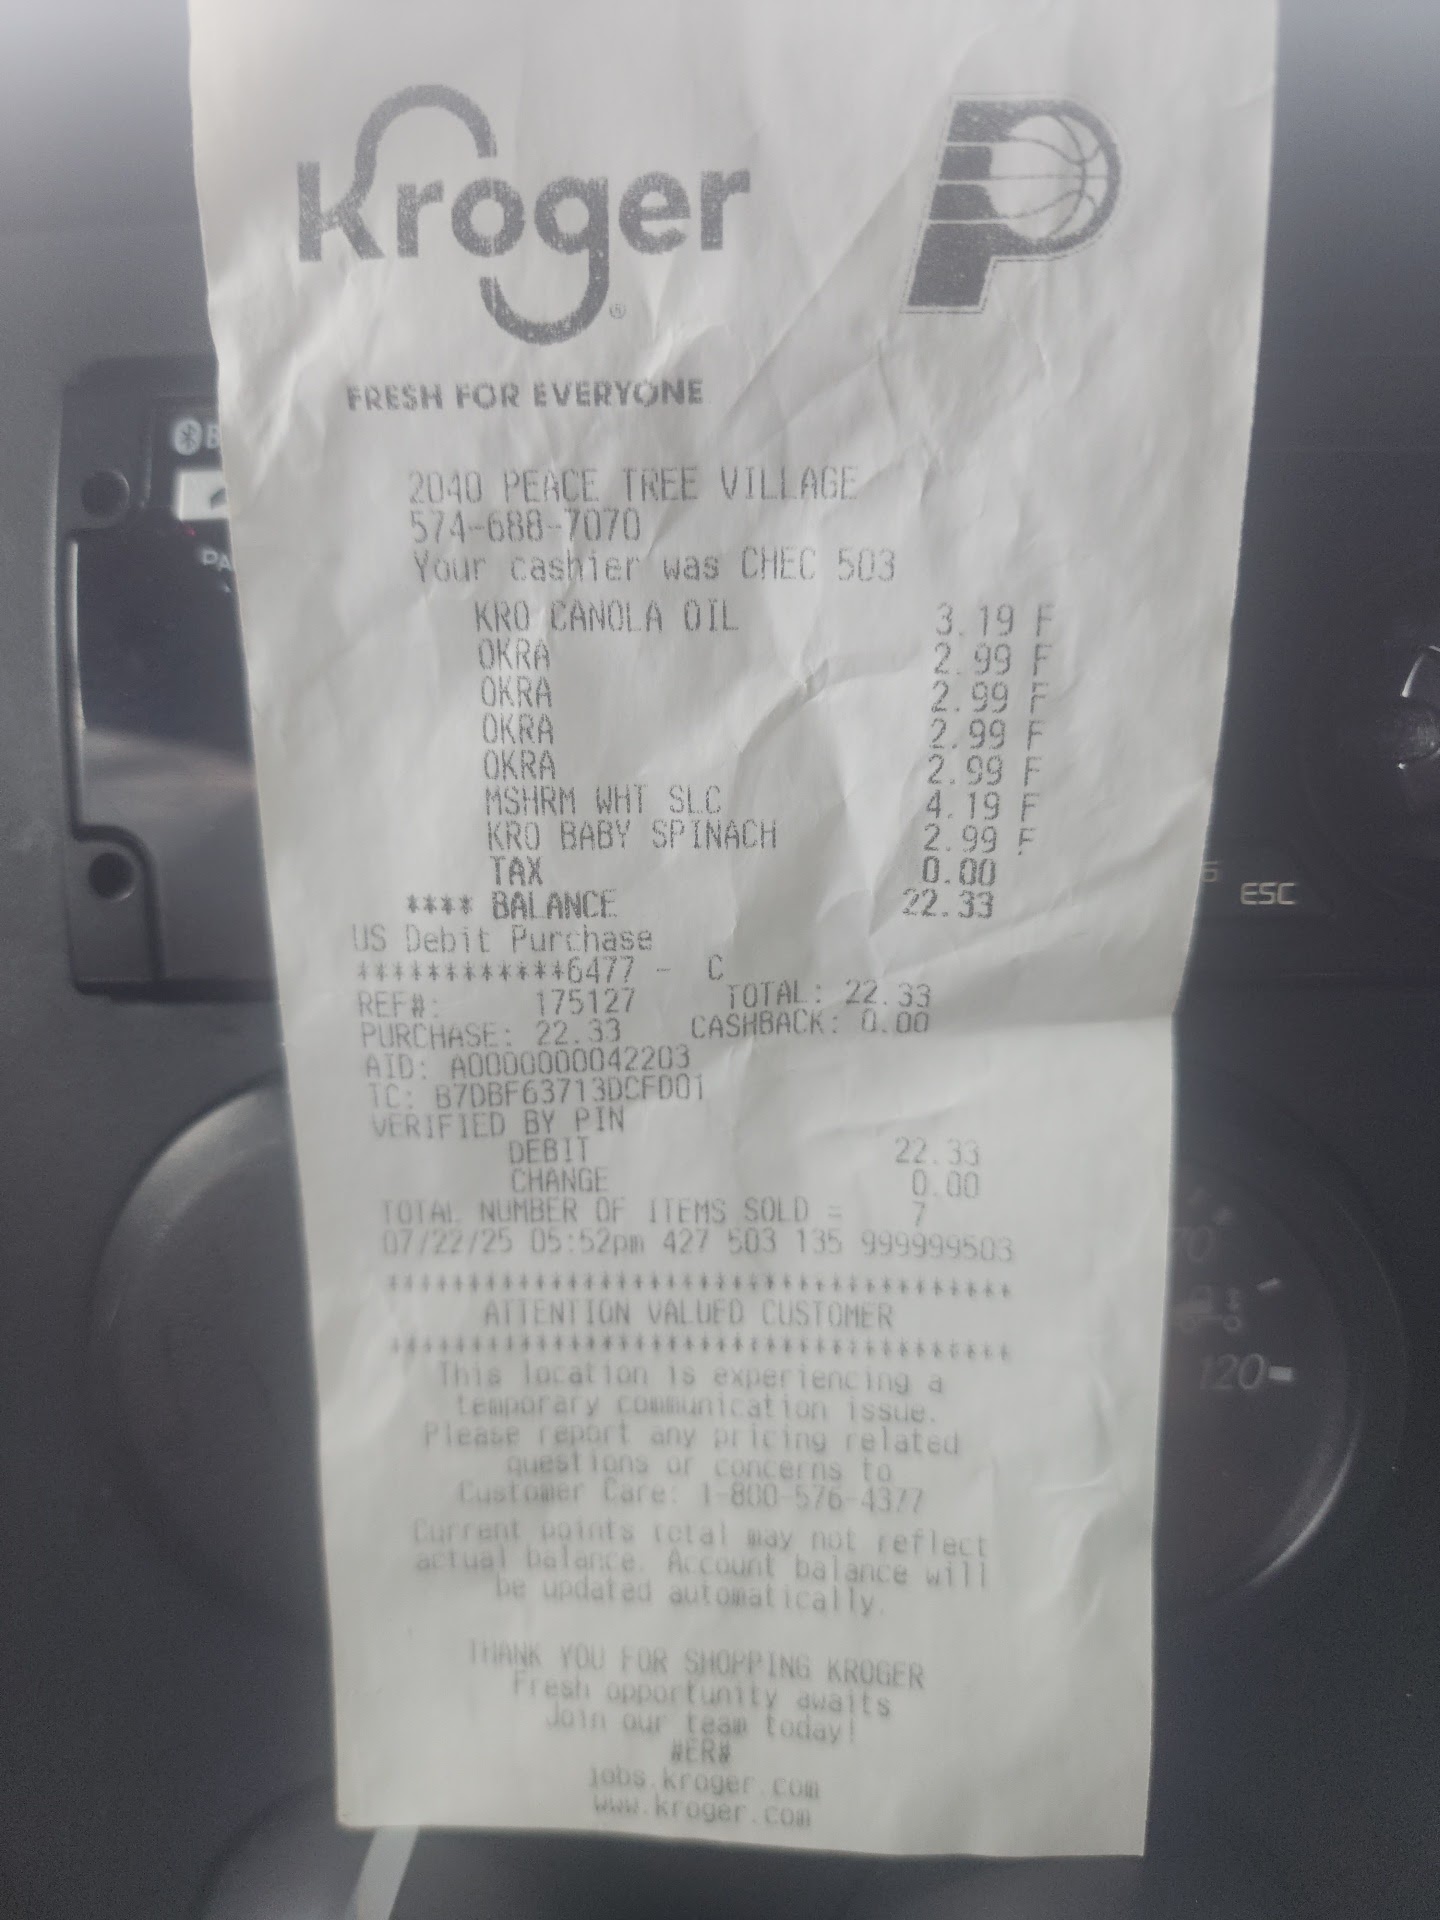 Kroger®
P
FRESH FOR EVERYONE
2040 PEACE TREE VILLAGE
574-688-7070
Your cashier was CHEC 503
KRO CANOLA OIL 3.19 F
OKRA 2.99 F
OKRA 2.99 F
OKRA 2.99 F
OKRA 2.99 F
MSHRM WHT SLC 4.19 F
KRO BABY SPINACH 2.99 F
TAX 0.00
**** BALANCE 22.33
US Debit Purchase
************6477 - C
REF#: 175127 TOTAL: 22.33
PURCHASE: 22.33 CASHBACK: 0.00
AID: A0000000042203
TC: B7DBF63713DCFD01
VERIFIED BY PIN
DEBIT 22.33
CHANGE 0.00
TOTAL NUMBER OF ITEMS SOLD = 7
07/22/25 05:52pm 427 503 135 999999503
****************************************
ATTENTION VALUED CUSTOMER
****************************************
This location is experiencing a
temporary communication issue.
Please report any pricing related
questions or concerns to
Customer Care: 1-800-576-4377
Current points total may not reflect
actual balance. Account balance will
be updated automatically.
THANK YOU FOR SHOPPING KROGER
Fresh opportunity awaits
Join our team today!
#ER#
jobs.kroger.com
www.kroger.com
ESC
120